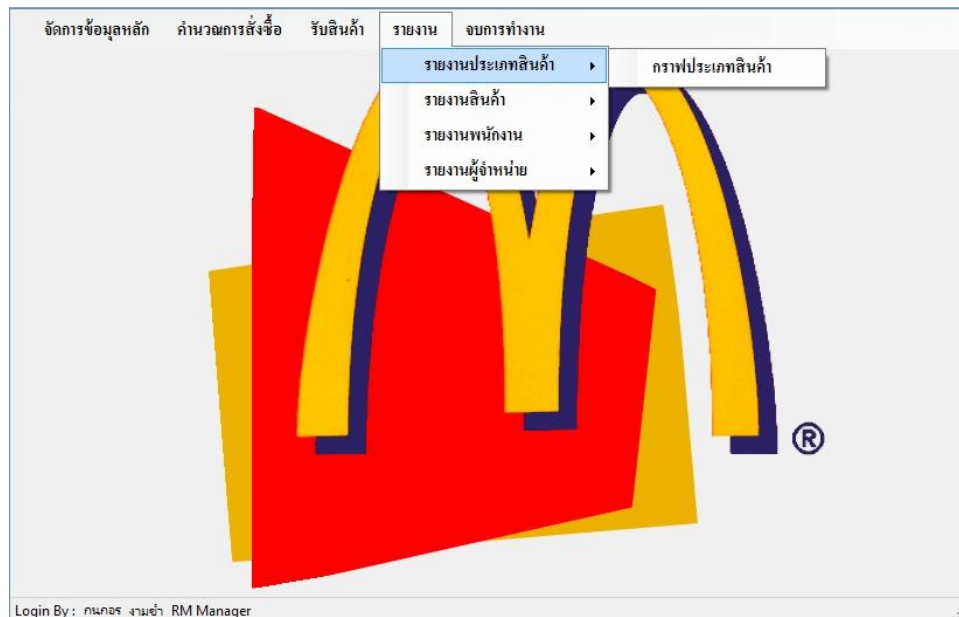 จัดการข้อมูลหลัก คำนวณการสั่งซื้อ รับสินค้า รายงาน จบการทำงาน
รายงานประเภทสินค้า กราฟประเภทสินค้า
รายงานสินค้า
รายงานพนักงาน
รายงานผู้จำหน่าย
®
Login By : กนกอร งามขำ RM Manager